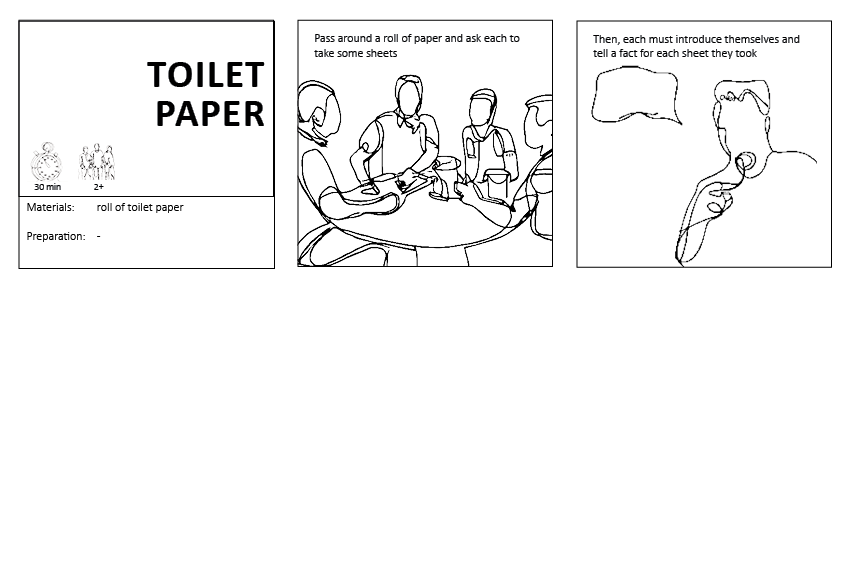 TOILET
PAPER
30 min
2+
Materials: roll of toilet paper
Preparation: -
Pass around a roll of paper and ask each to
take some sheets
Then, each must introduce themselves and
tell a fact for each sheet they took